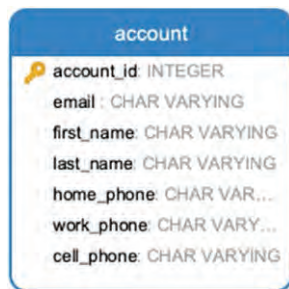 account
account_id: INTEGER
email : CHAR VARYING
first_name: CHAR VARYING
last_name: CHAR VARYING
home_phone: CHAR VAR...
work_phone: CHAR VARY...
cell_phone: CHAR VARYING